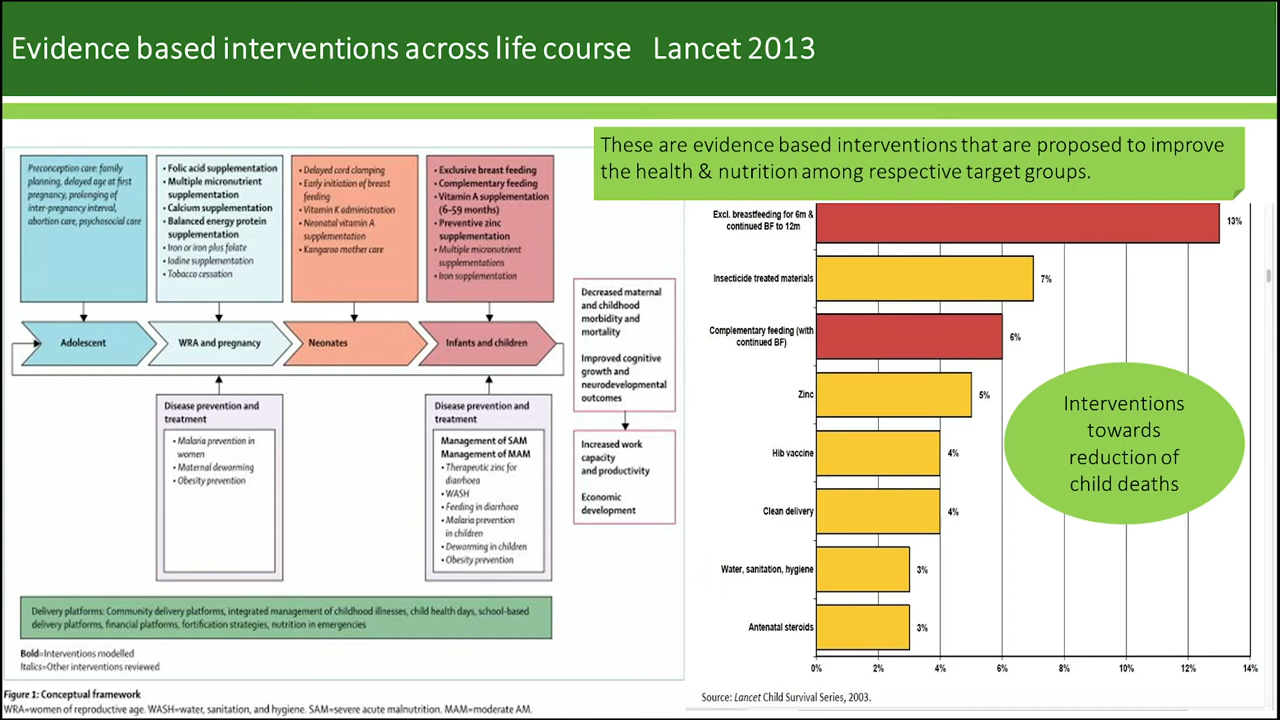 Evidence based interventions across life course   Lancet 2013
These are evidence based interventions that are proposed to improve
the health & nutrition among respective target groups.
Preconception care: family
planning, delayed age at first
pregnancy, prolonging of
inter-pregnancy interval,
abortion care, psychosocial care
• Folic acid supplementation
• Multiple micronutrient
supplementation
• Calcium supplementation
• Balanced energy protein
supplementation
• Iron or iron plus folate
• Iodine supplementation
• Tobacco cessation
• Delayed cord clamping
• Early initiation of breast
feeding
• Vitamin K administration
• Neonatal vitamin A
supplementation
• Kangaroo mother care
• Exclusive breast feeding
• Complementary feeding
• Vitamin A supplementation
(6–59 months)
• Preventive zinc
supplementation
• Multiple micronutrient
supplementations
• Iron supplementation
Adolescent
WRA and pregnancy
Neonates
Infants and children
Disease prevention and
treatment
• Malaria prevention in
women
• Maternal deworming
• Obesity prevention
Disease prevention and
treatment
Management of SAM
Management of MAM
• Therapeutic zinc for
diarrhoea
• WASH
• Feeding in diarrhoea
• Malaria prevention
in children
• Deworming in children
• Obesity prevention
Decreased maternal
and childhood
morbidity and
mortality
Improved cognitive
growth and
neurodevelopmental
outcomes
Increased work
capacity
and productivity
Economic
development
Delivery platforms: Community delivery platforms, integrated management of childhood illnesses, child health days, school-based
delivery platforms, financial platforms, fortification strategies, nutrition in emergencies
Bold=Interventions modelled
Italics=Other interventions reviewed
Figure 1: Conceptual framework
WRA=women of reproductive age. WASH=water, sanitation, and hygiene. SAM=severe acute malnutrition. MAM=moderate AM.
Excl. breastfeeding for 6m &
continued BF to 12m
13%
Insecticide treated materials
7%
Complementary feeding (with
continued BF)
6%
Zinc
5%
Hib vaccine
4%
Clean delivery
4%
Water, sanitation, hygiene
3%
Antenatal steroids
3%
0% 2% 4% 6% 8% 10% 12% 14%
Interventions
towards
reduction of
child deaths
Source: Lancet Child Survival Series, 2003.